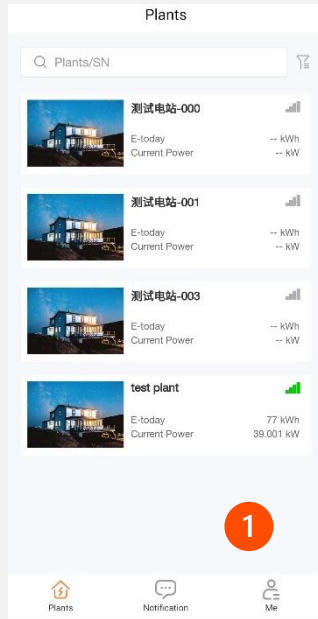 Plants
Plants/SN
测试电站-000
E-today -- kWh
Current Power -- kW
测试电站-001
E-today -- kWh
Current Power -- kW
测试电站-003
E-today -- kWh
Current Power -- kW
test plant
E-today 77 kWh
Current Power 39.001 kW
1
Plants Notification Me